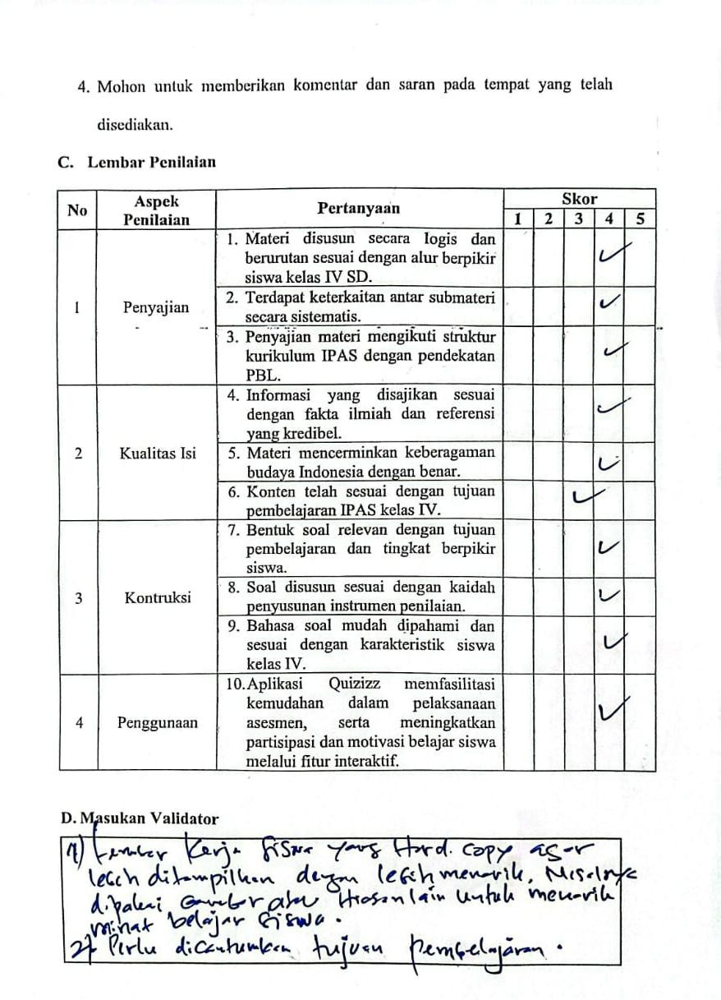 4. Mohon untuk memberikan komentar dan saran pada tempat yang telah
disediakan.
C. Lembar Penilaian
No
Aspek
Penilaian
Pertanyaan
Skor
1 2 3 4 5
1
Penyajian
1. Materi disusun secara logis dan
berurutan sesuai dengan alur berpikir
siswa kelas IV SD.
✓
2. Terdapat keterkaitan antar submateri
secara sistematis.
✓
3. Penyajian materi mengikuti struktur
kurikulum IPAS dengan pendekatan
PBL.
✓
2
Kualitas Isi
4. Informasi yang disajikan sesuai
dengan fakta ilmiah dan referensi
yang kredibel.
✓
5. Materi mencerminkan keberagaman
budaya Indonesia dengan benar.
✓
6. Konten telah sesuai dengan tujuan
pembelajaran IPAS kelas IV.
✓
3
Kontruksi
7. Bentuk soal relevan dengan tujuan
pembelajaran dan tingkat berpikir
siswa.
✓
8. Soal disusun sesuai dengan kaidah
penyusunan instrumen penilaian.
✓
9. Bahasa soal mudah dipahami dan
sesuai dengan karakteristik siswa
kelas IV.
✓
4
Penggunaan
10. Aplikasi Quizizz memfasilitasi
kemudahan dalam pelaksanaan
asesmen, serta meningkatkan
partisipasi dan motivasi belajar siswa
melalui fitur interaktif.
✓
D. Masukan Validator
1) Lembar Kerja Siswa yang Hard copy agar
lebih ditampilkan dengan lebih menarik, Misalnya
dipakai Gambar atau Hiasan lain untuk menarik
minat belajar siswa.
2) Perlu dicantumkan tujuan pembelajaran.